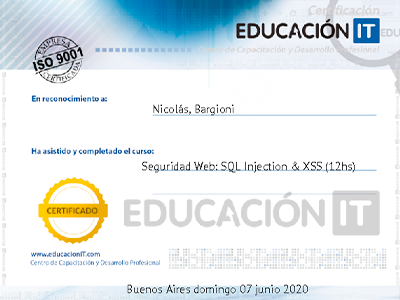 Certificación.
EDUCACIÓN IT
Centro de Capacitación y Desarrollo Profesional
EMPRESA
ISO 9001
CERTIFICADA
En reconocimiento a:
Nicolás, Bargioni
Ha asistido y completado el curso:
Seguridad Web: SQL Injection & XSS (12hs)
CERTIFICADO
EDUCACIÓN IT
www.educacionIT.com
Centro de Capacitación y Desarrollo Profesional
Buenos Aires domingo 07 junio 2020